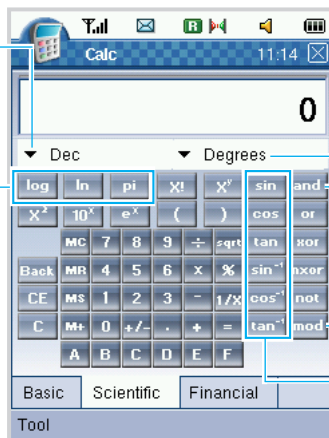 R
Calc 11:14
0
Dec Degrees
log ln pi X! Xʸ sin and
X² 10ˣ eˣ ( ) cos or
MC 7 8 9 ÷ sqrt tan xor
Back MR 4 5 6 x % sin⁻¹ nxor
CE MS 1 2 3 - 1/X cos⁻¹ not
C M+ 0 +/- . + = tan⁻¹ mod
A B C D E F
Basic Scientific Financial
Tool